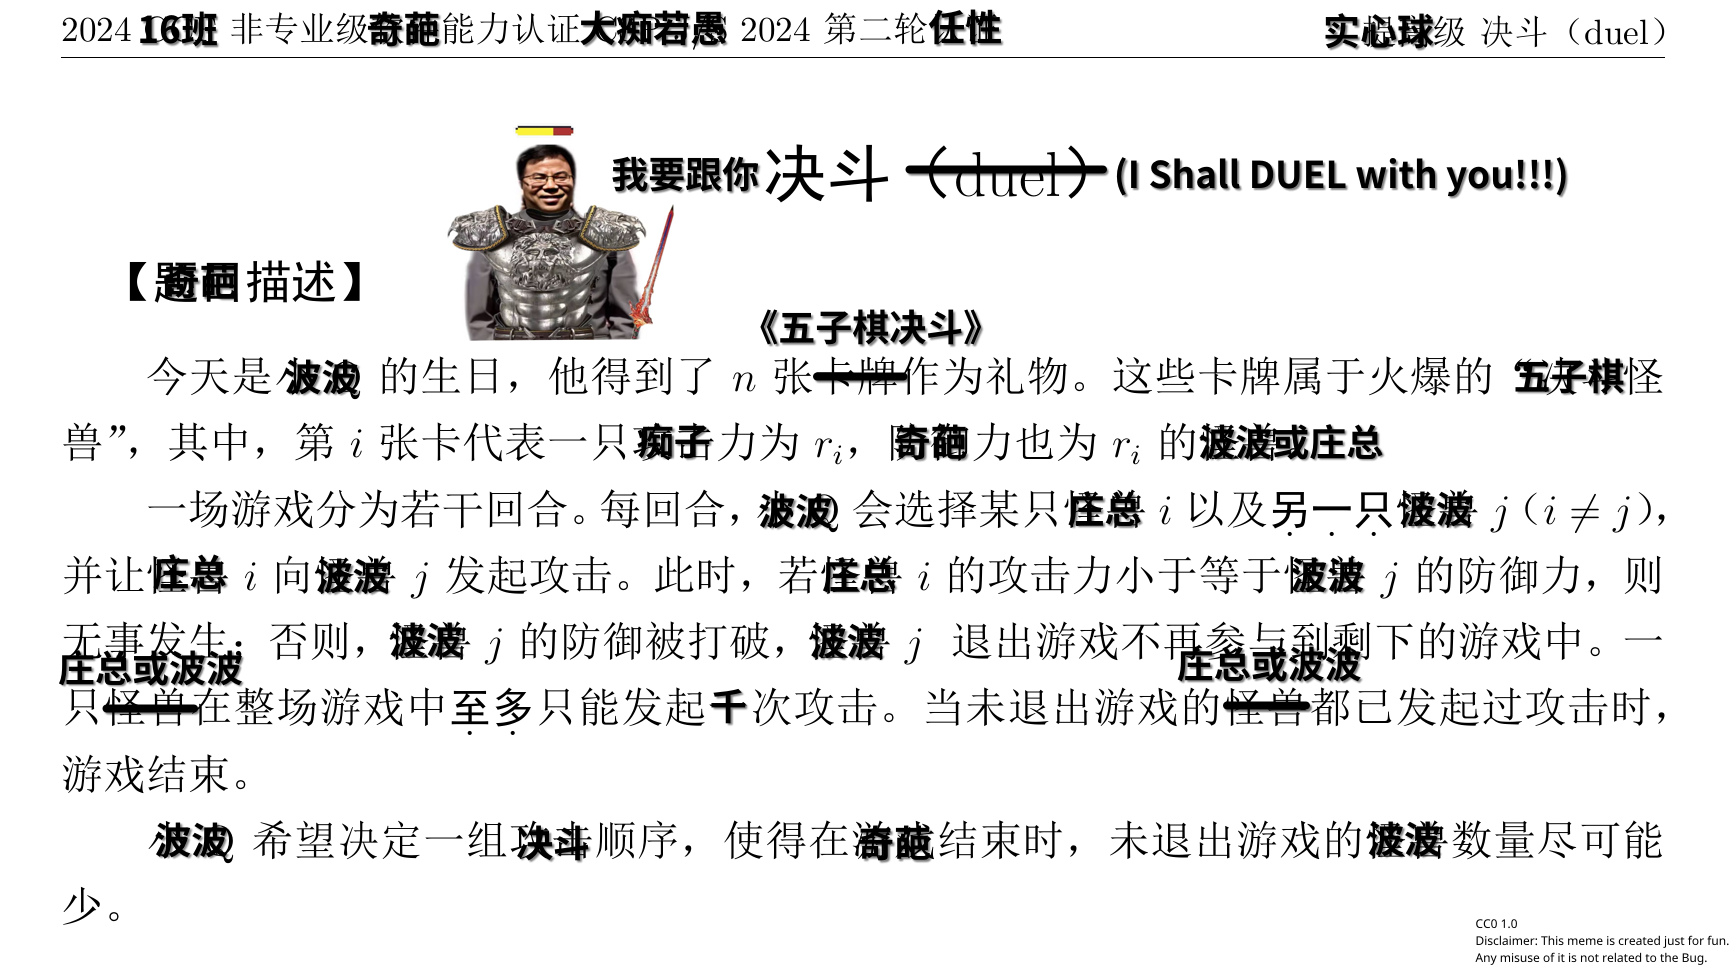 2024 16班 非专业级 奇葩 能力认证 大痴若愚 2024 第二轮 任性 实心球 级 决斗（duel）
我要跟你 决斗 （duel） (I Shall DUEL with you!!!)
【奇葩描述】
《五子棋决斗》
今天是 波波 的生日，他得到了 n 张卡牌作为礼物。这些卡牌属于火爆的 “五子棋怪
兽”，其中，第 i 张卡代表一只 痴子 力为 rᵢ， 奇葩 力也为 rᵢ 的 波波或庄总
一场游戏分为若干回合。每回合，波波 会选择某只 庄总 i 以及另一只 波波 j（i ≠ j），
并让 庄总 i 向 波波 j 发起攻击。此时，若 庄总 i 的攻击力小于等于 波波 j 的防御力，则
无事发生；否则，波波 j 的防御被打破，波波 j 退出游戏不再参与到剩下的游戏中。一
庄总或波波 庄总或波波
只怪兽在整场游戏中至多只能发起千次攻击。当未退出游戏的怪兽都已发起过攻击时，
游戏结束。
波波 希望决定一组 决斗 顺序，使得在 奇葩 结束时，未退出游戏的 波波 数量尽可能
少。
CC0 1.0
Disclaimer: This meme is created just for fun.
Any misuse of it is not related to the Bug.